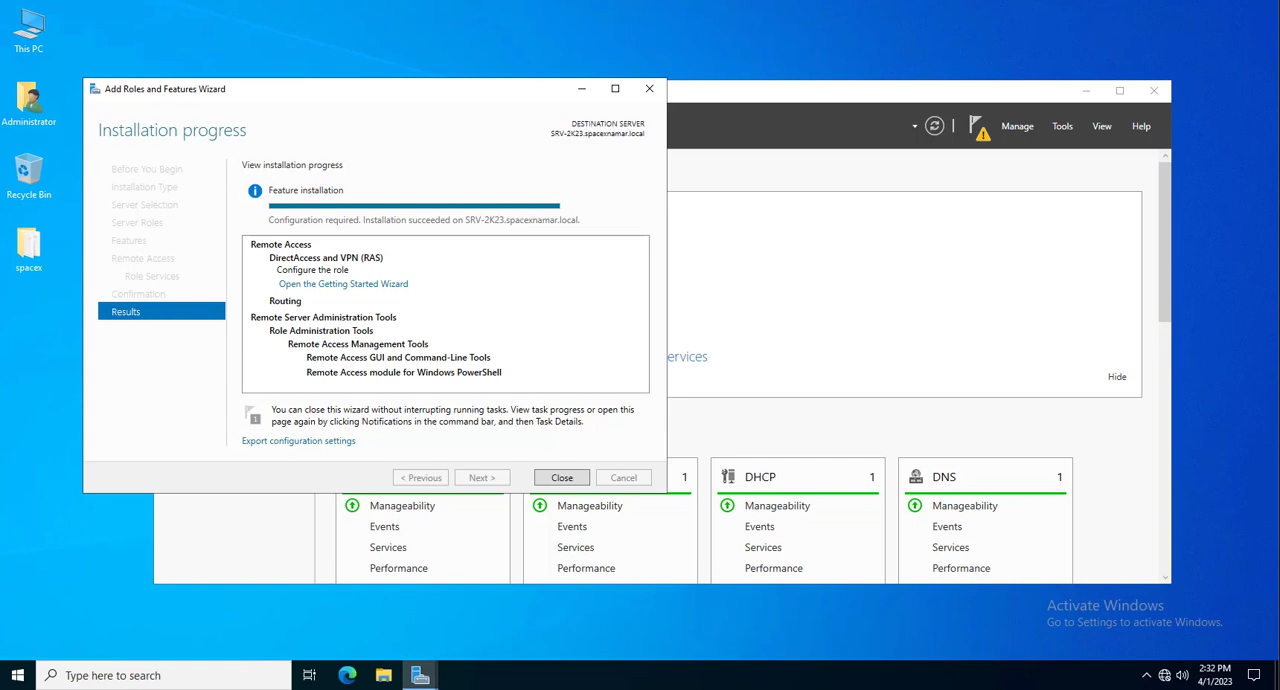 This PC
Administrator
Recycle Bin
spacex
Add Roles and Features Wizard
Installation progress
DESTINATION SERVER
SRV-2K23.spacexnamar.local
Before You Begin
Installation Type
Server Selection
Server Roles
Features
Remote Access
Role Services
Confirmation
Results
View installation progress
Feature installation
Configuration required. Installation succeeded on SRV-2K23.spacexnamar.local.
Remote Access
DirectAccess and VPN (RAS)
Configure the role
Open the Getting Started Wizard
Routing
Remote Server Administration Tools
Role Administration Tools
Remote Access Management Tools
Remote Access GUI and Command-Line Tools
Remote Access module for Windows PowerShell
1
You can close this wizard without interrupting running tasks. View task progress or open this
page again by clicking Notifications in the command bar, and then Task Details.
Export configuration settings
< Previous
Next >
Close
Cancel
Manage
Tools
View
Help
ervices
Hide
Manageability
Events
Services
Performance
1
Manageability
Events
Services
Performance
DHCP 1
Manageability
Events
Services
Performance
DNS 1
Manageability
Events
Services
Performance
Activate Windows
Go to Settings to activate Windows.
Type here to search
2:32 PM
4/1/2023